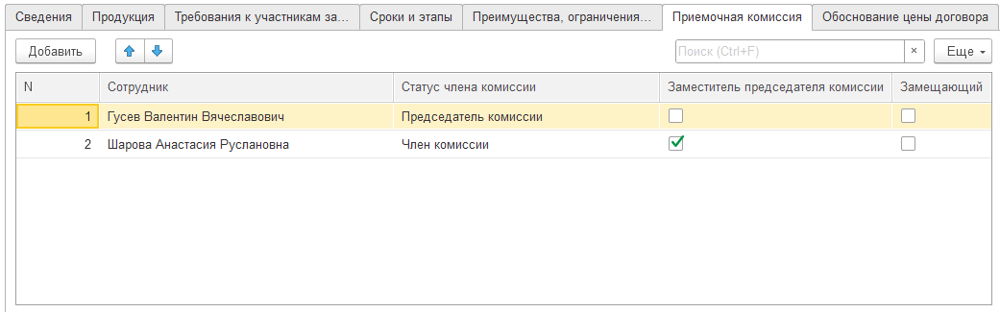 Сведения Продукция Требования к участникам за... Сроки и этапы Преимущества, ограничения... Приемочная комиссия Обоснование цены договора
Добавить Поиск (Ctrl+F) × Еще
N Сотрудник Статус члена комиссии Заместитель председателя комиссии Замещающий
1 Гусев Валентин Вячеславович Председатель комиссии
2 Шарова Анастасия Руслановна Член комиссии